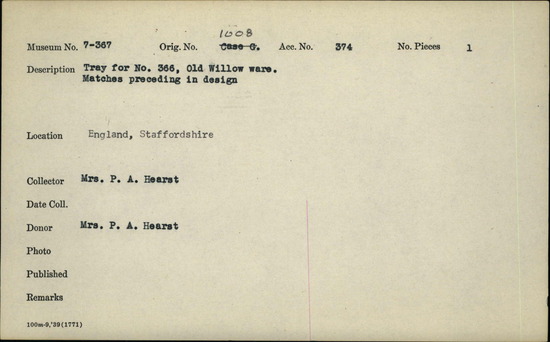 1008
Museum No. 7-367 Orig. No. Case G. Acc. No. 374 No. Pieces 1
Description Tray for No. 366, Old Willow ware.
Matches preceding in design
Location England, Staffordshire
Collector Mrs. P. A. Hearst
Date Coll.
Donor Mrs. P. A. Hearst
Photo
Published
Remarks
100m-9,'39(1771)